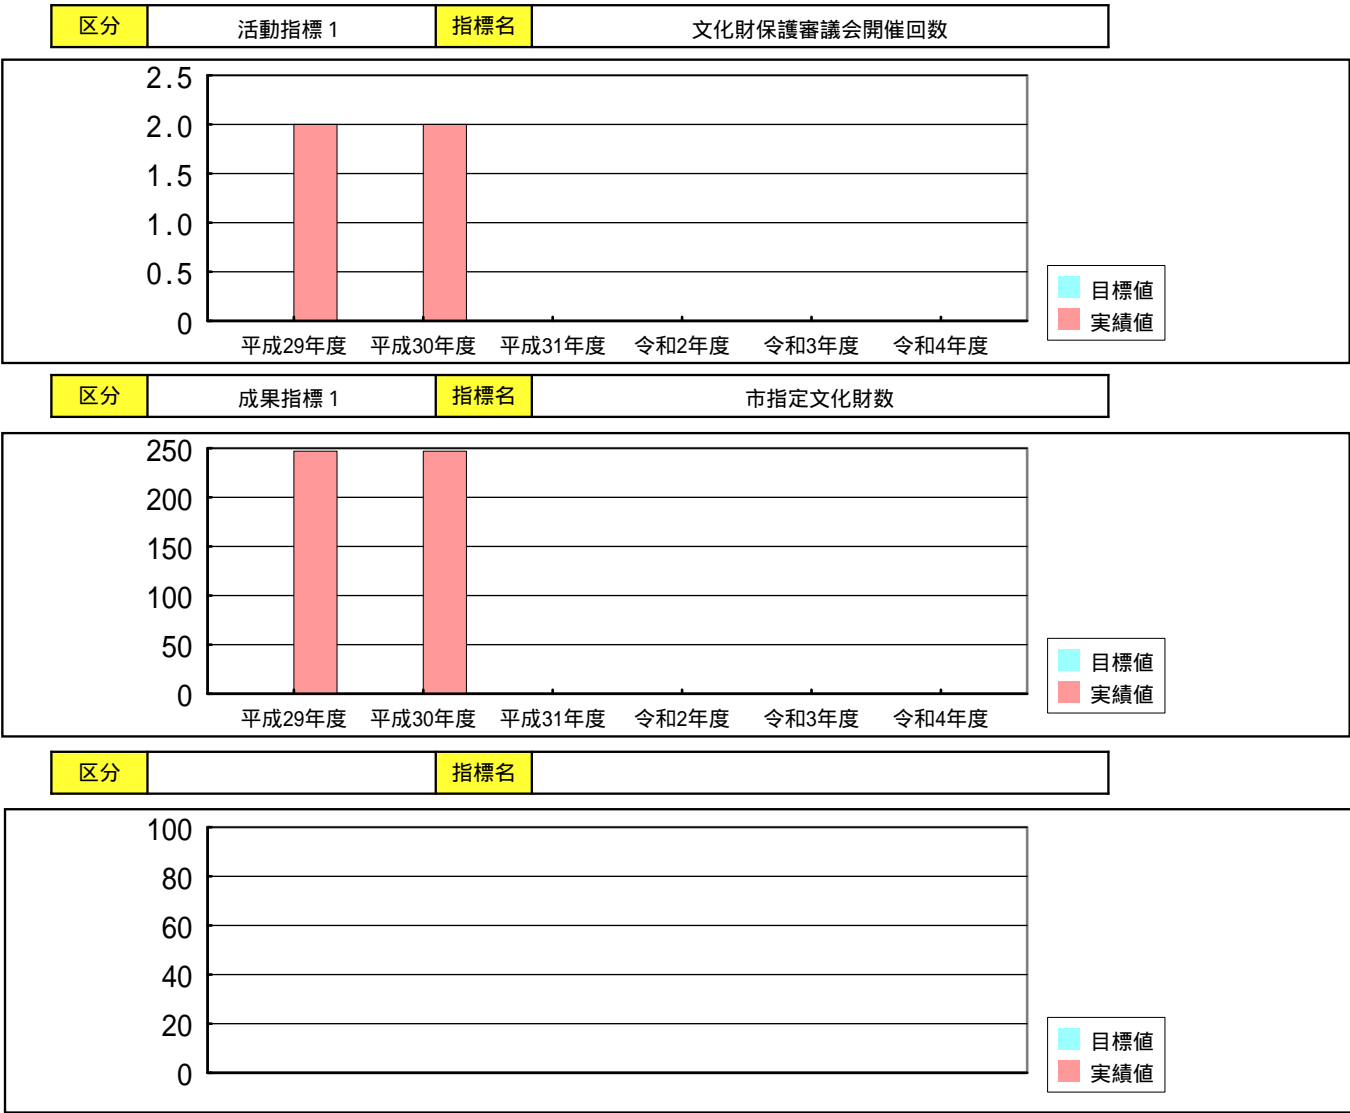 区分 活動指標1 指標名 文化財保護審議会開催回数
2.5
2.0
1.5
1.0
0.5
0
平成29年度 平成30年度 平成31年度 令和2年度 令和3年度 令和4年度
目標値
実績値
区分 成果指標1 指標名 市指定文化財数
250
200
150
100
50
0
平成29年度 平成30年度 平成31年度 令和2年度 令和3年度 令和4年度
目標値
実績値
区分 指標名
100
80
60
40
20
0
目標値
実績値